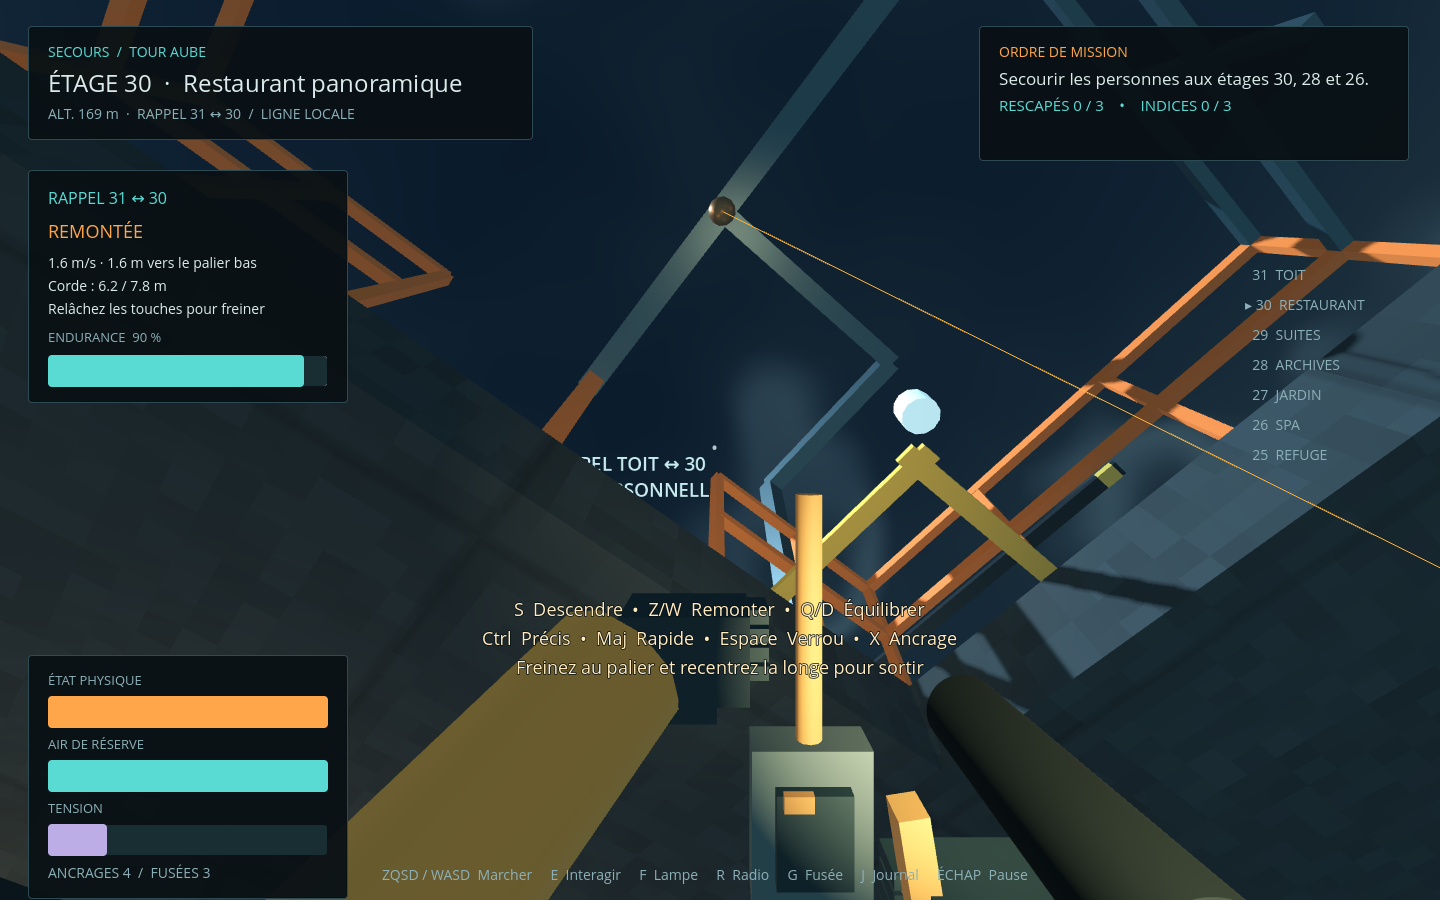 SECOURS / TOUR AUBE
ÉTAGE 30 · Restaurant panoramique
ALT. 169 m · RAPPEL 31 ↔ 30 / LIGNE LOCALE
ORDRE DE MISSION
Secourir les personnes aux étages 30, 28 et 26.
RESCAPÉS 0 / 3 • INDICES 0 / 3
RAPPEL 31 ↔ 30
REMONTÉE
1.6 m/s · 1.6 m vers le palier bas
Corde : 6.2 / 7.8 m
Relâchez les touches pour freiner
ENDURANCE 90 %
31 TOIT
▸ 30 RESTAURANT
29 SUITES
28 ARCHIVES
27 JARDIN
26 SPA
25 REFUGE
PEL TOIT ↔ 30
SONNELL
S Descendre • Z/W Remonter • Q/D Équilibrer
Ctrl Précis • Maj Rapide • Espace Verrou • X Ancrage
Freinez au palier et recentrez la longe pour sortir
ÉTAT PHYSIQUE
AIR DE RÉSERVE
TENSION
ANCRAGES 4 / FUSÉES 3
ZQSD / WASD Marcher E Interagir F Lampe R Radio G Fusée J Journal ÉCHAP Pause